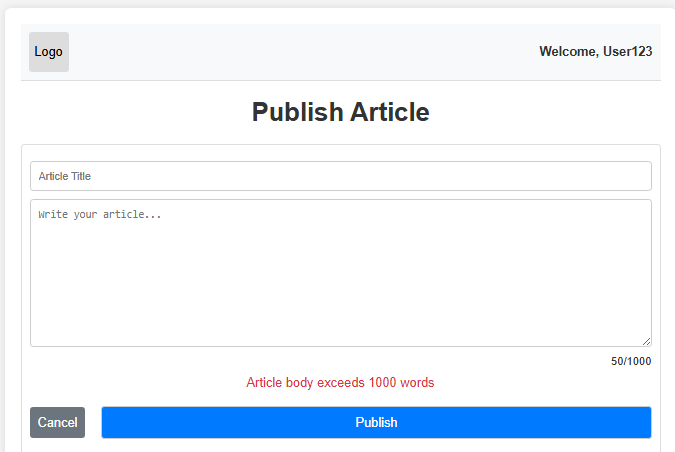 Logo
Welcome, User123
Publish Article
Article Title
Write your article...
50/1000
Article body exceeds 1000 words
Cancel
Publish